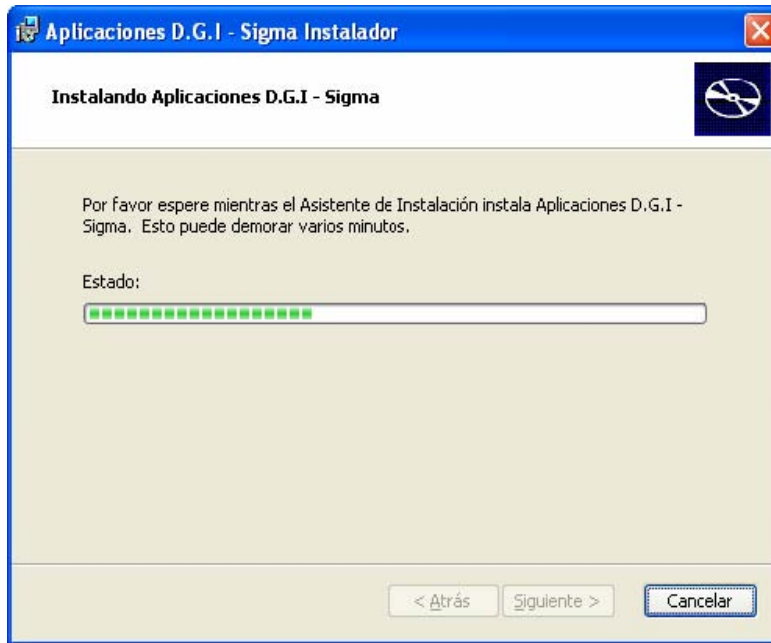 Aplicaciones D.G.I - Sigma Instalador
Instalando Aplicaciones D.G.I - Sigma
Por favor espere mientras el Asistente de Instalación instala Aplicaciones D.G.I -
Sigma. Esto puede demorar varios minutos.
Estado:
< Atrás
Siguiente >
Cancelar